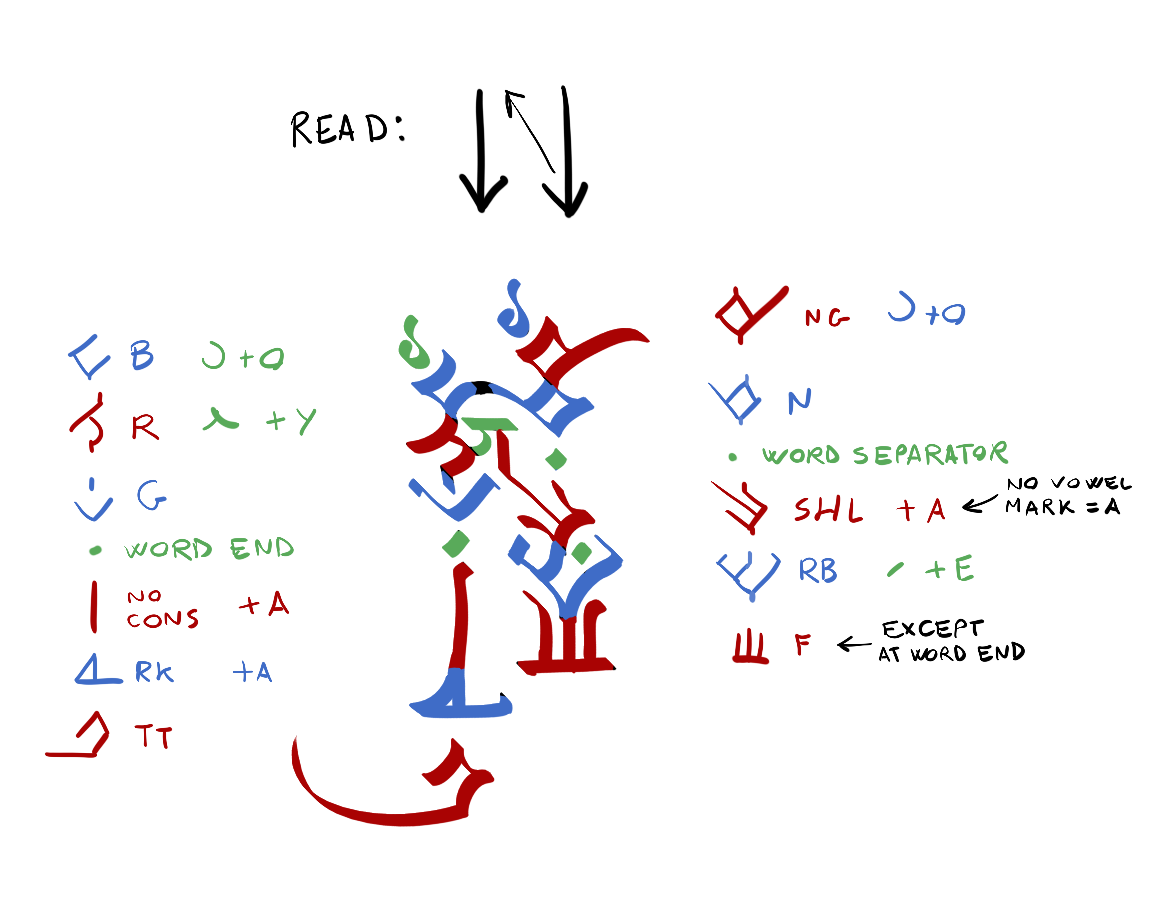 READ:
B +O
R +Y
G
• WORD END
NO CONS +A
RK +A
TT
NG +O
N
• WORD SEPARATOR
SHL +A ← NO VOWEL MARK = A
RB +E
F ← EXCEPT AT WORD END